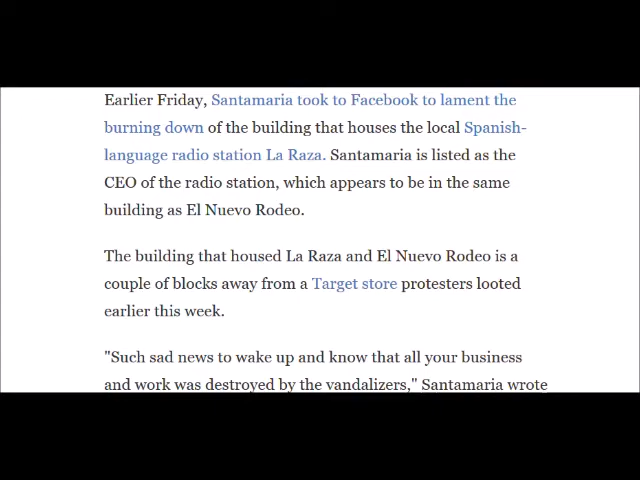 Earlier Friday, Santamaria took to Facebook to lament the
burning down of the building that houses the local Spanish-
language radio station La Raza. Santamaria is listed as the
CEO of the radio station, which appears to be in the same
building as El Nuevo Rodeo.
The building that housed La Raza and El Nuevo Rodeo is a
couple of blocks away from a Target store protesters looted
earlier this week.
"Such sad news to wake up and know that all your business
and work was destroyed by the vandalizers," Santamaria wrote